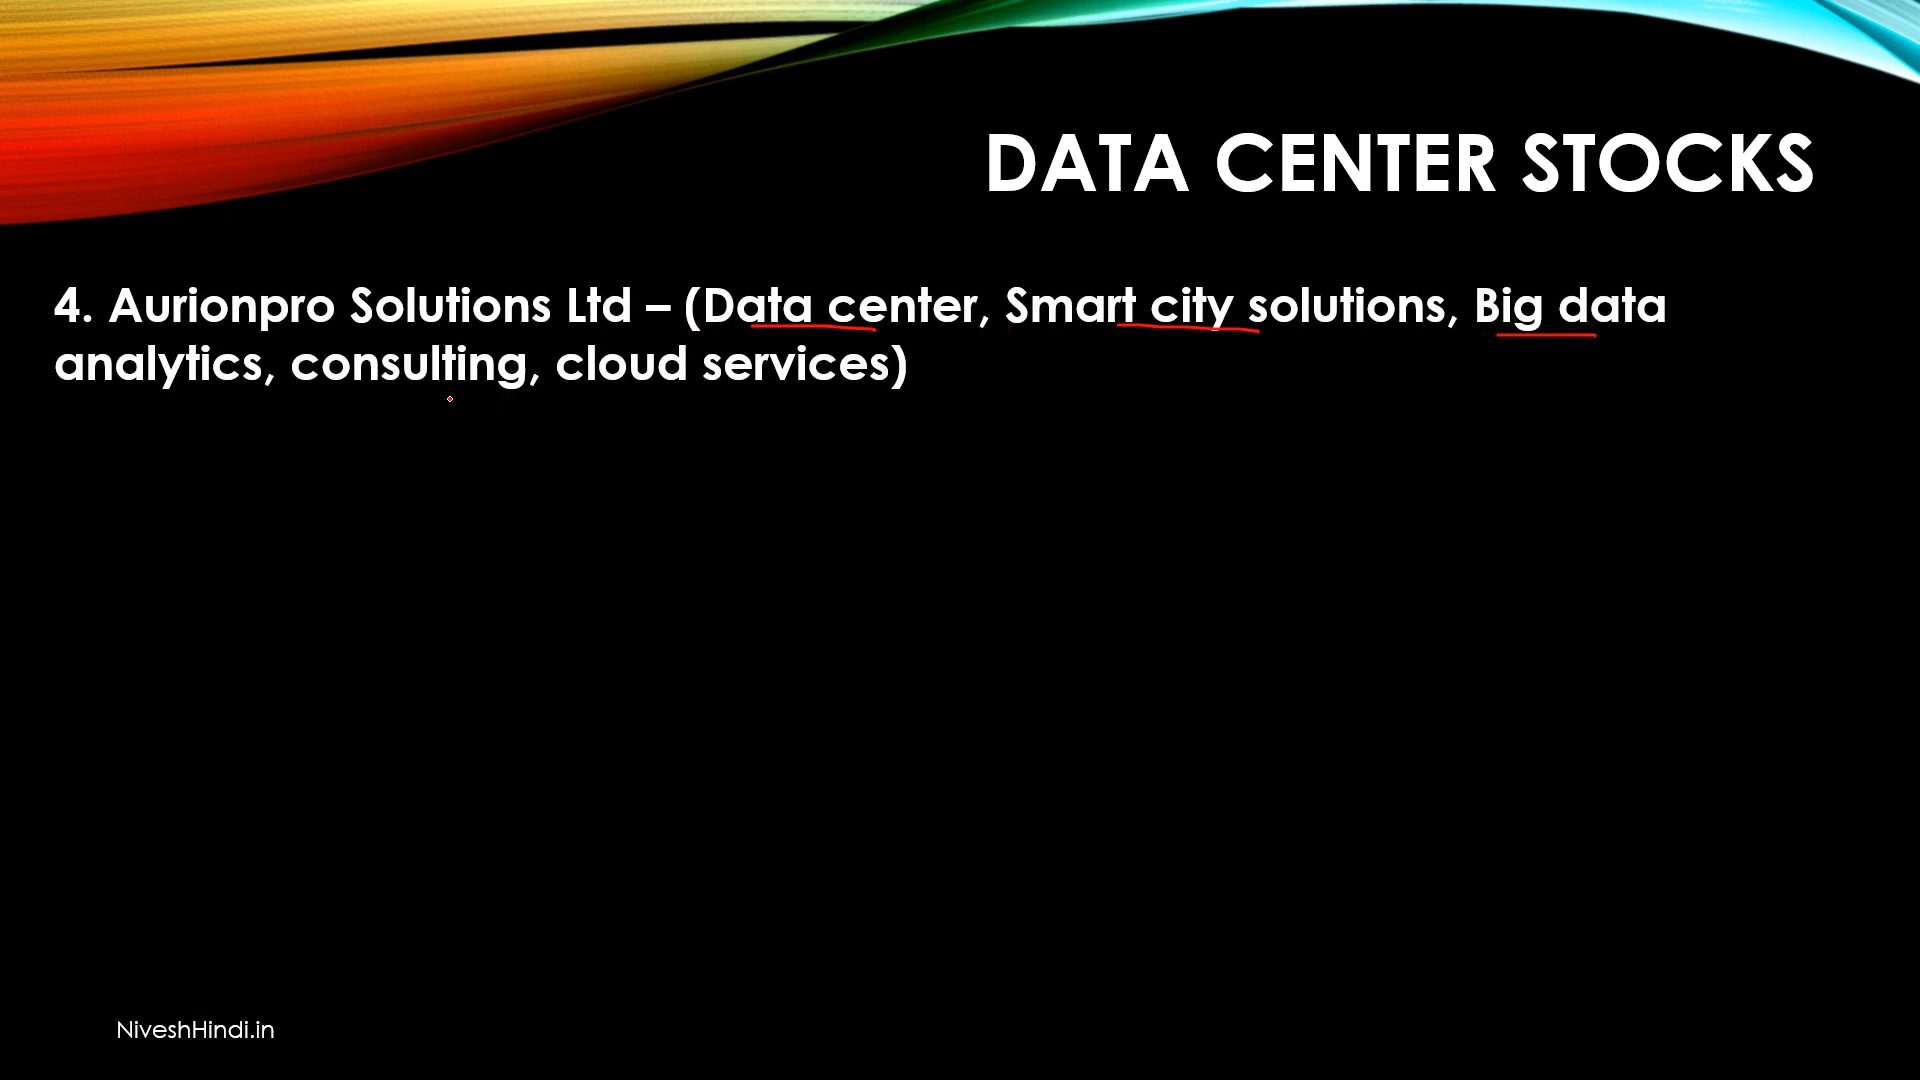 DATA CENTER STOCKS
4. Aurionpro Solutions Ltd – (Data center, Smart city solutions, Big data
analytics, consulting, cloud services)
NiveshHindi.in